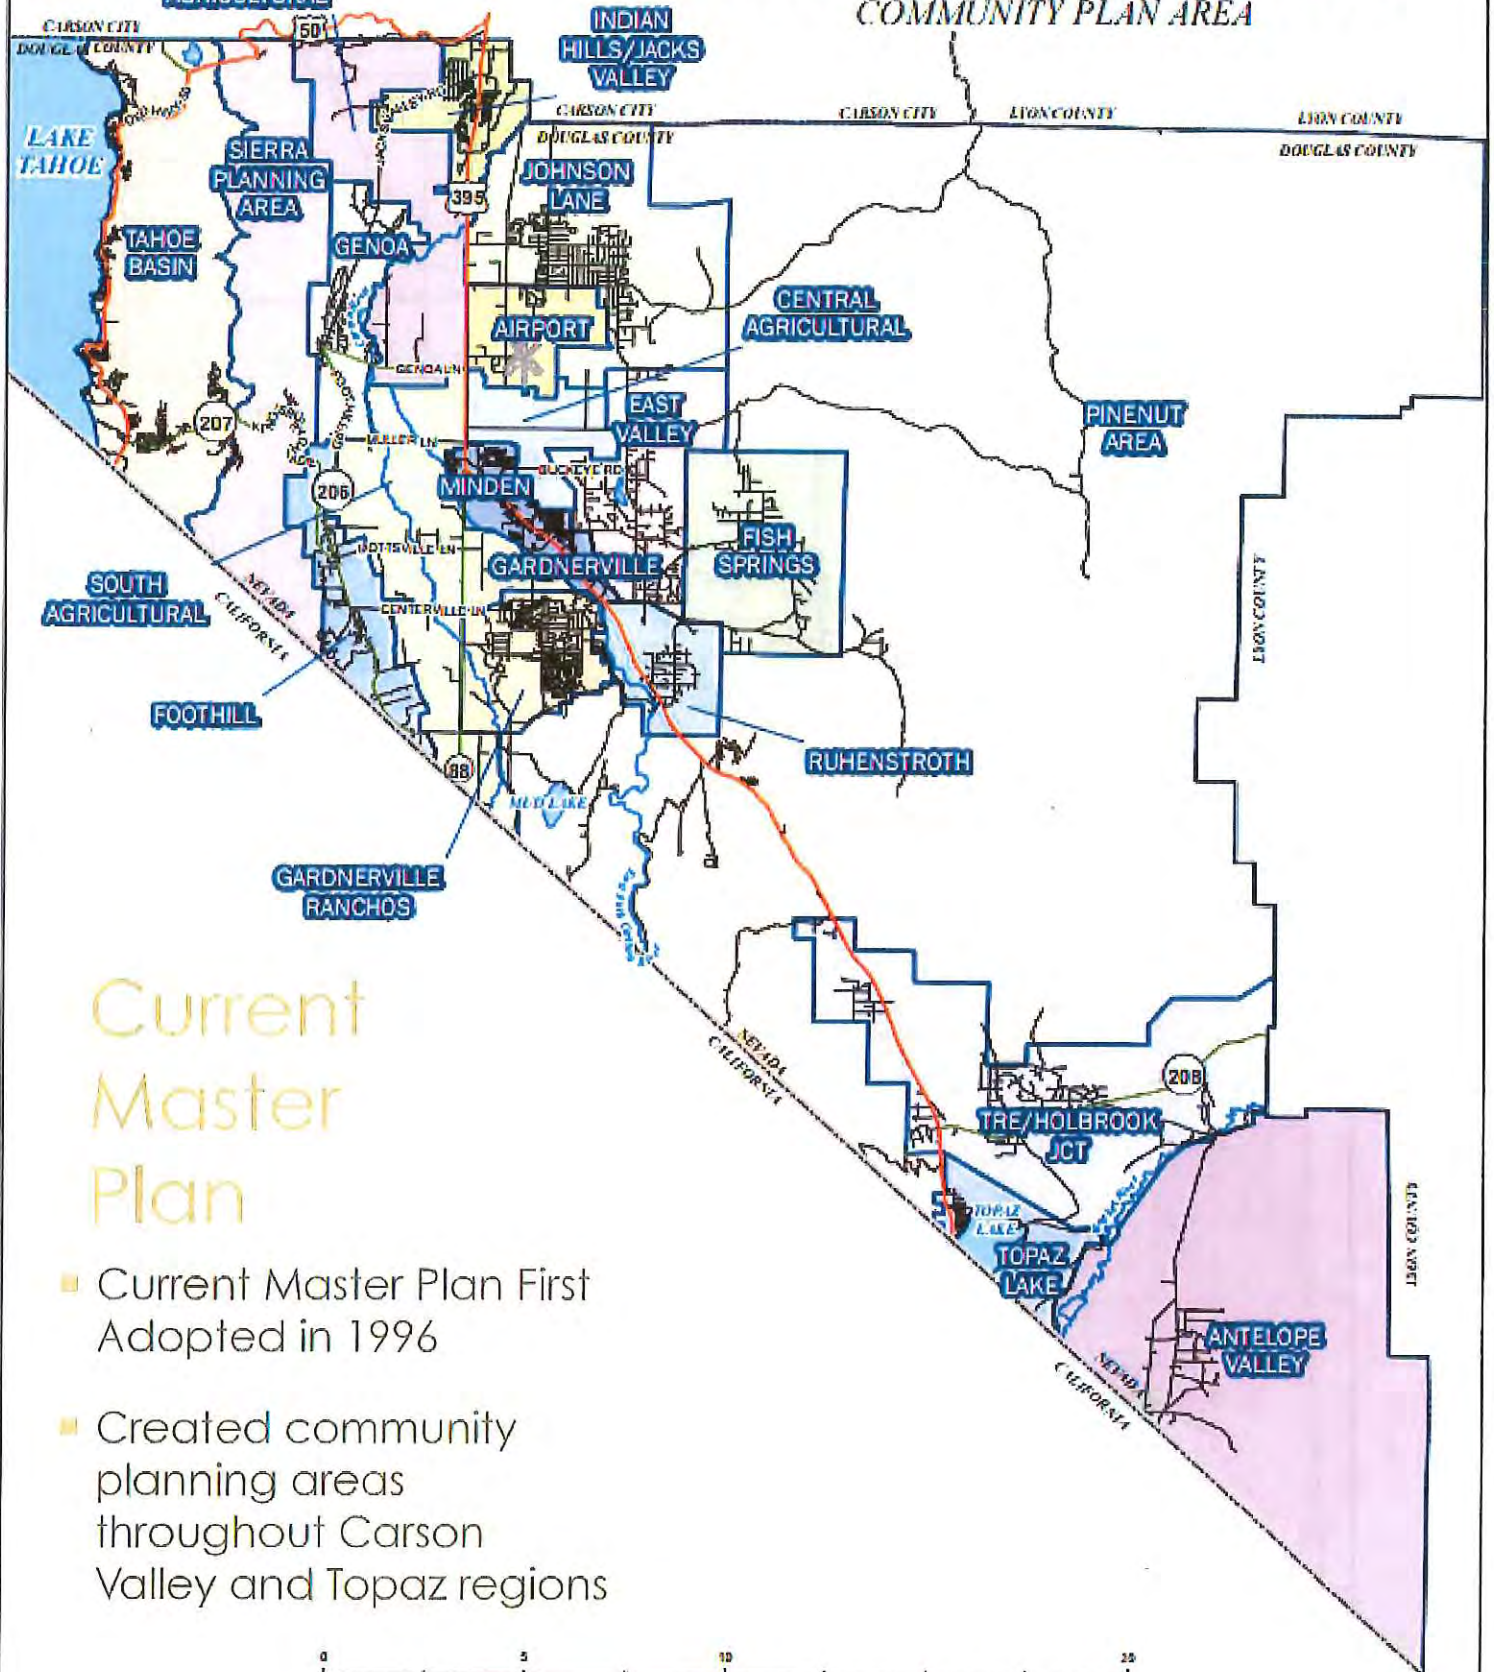 AGRICULTURAL
COMMUNITY PLAN AREA
CARSON CITY
DOUGLAS COUNTY
50
INDIAN
HILLS/JACKS
VALLEY
CARSON CITY
DOUGLAS COUNTY
CARSON CITY
LYON COUNTY
LYON COUNTY
DOUGLAS COUNTY
LAKE
TAHOE
SIERRA
PLANNING
AREA
395
JOHNSON
LANE
TAHOE
BASIN
GENOA
CENTRAL
AGRICULTURAL
AIRPORT
GENOA LN
207
EAST
VALLEY
PINENUT
AREA
MULLER LN
BUCKEYE RD
206
MINDEN
MOTTSVILLE LN
FISH
SPRINGS
GARDNERVILLE
SOUTH
AGRICULTURAL
NEVADA
CALIFORNIA
CENTERVILLE LN
LYON COUNTY
FOOTHILL
RUHENSTROTH
88
MUD LAKE
GARDNERVILLE
RANCHOS
Current
Master
Plan
NEVADA
CALIFORNIA
208
TRE/HOLBROOK
JCT
TOPAZ
LAKE
TOPAZ
LAKE
ANTELOPE
VALLEY
NEVADA
CALIFORNIA
Current Master Plan First
Adopted in 1996
Created community
planning areas
throughout Carson
Valley and Topaz regions
0 5 10 20